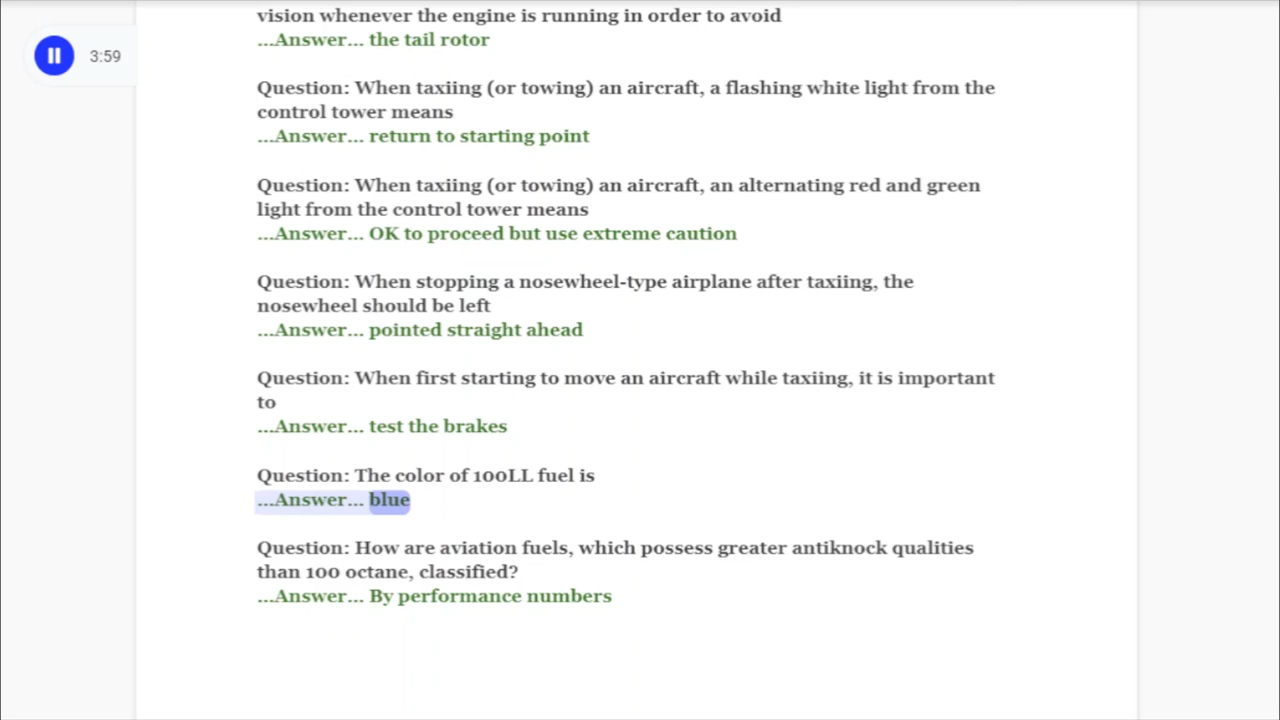 3:59
vision whenever the engine is running in order to avoid
...Answer... the tail rotor
Question: When taxiing (or towing) an aircraft, a flashing white light from the
control tower means
...Answer... return to starting point
Question: When taxiing (or towing) an aircraft, an alternating red and green
light from the control tower means
...Answer... OK to proceed but use extreme caution
Question: When stopping a nosewheel-type airplane after taxiing, the
nosewheel should be left
...Answer... pointed straight ahead
Question: When first starting to move an aircraft while taxiing, it is important
to
...Answer... test the brakes
Question: The color of 100LL fuel is
...Answer... blue
Question: How are aviation fuels, which possess greater antiknock qualities
than 100 octane, classified?
...Answer... By performance numbers